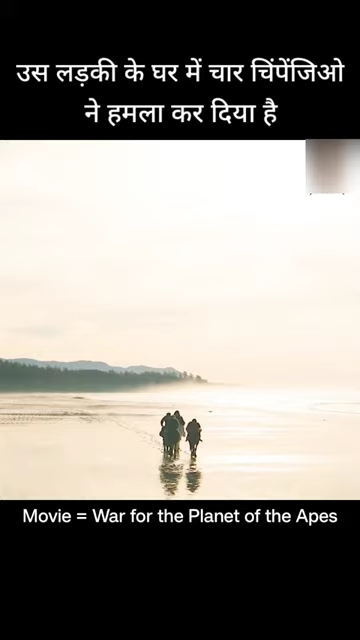 उस लड़की के घर में चार चिंपेंजिओ
ने हमला कर दिया है
Movie = War for the Planet of the Apes